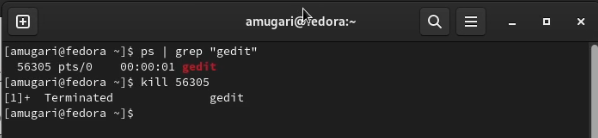 amugari@fedora:~
[amugari@fedora ~]$ ps | grep "gedit"
56305 pts/0    00:00:01 gedit
[amugari@fedora ~]$ kill 56305
[1]+  Terminated              gedit
[amugari@fedora ~]$